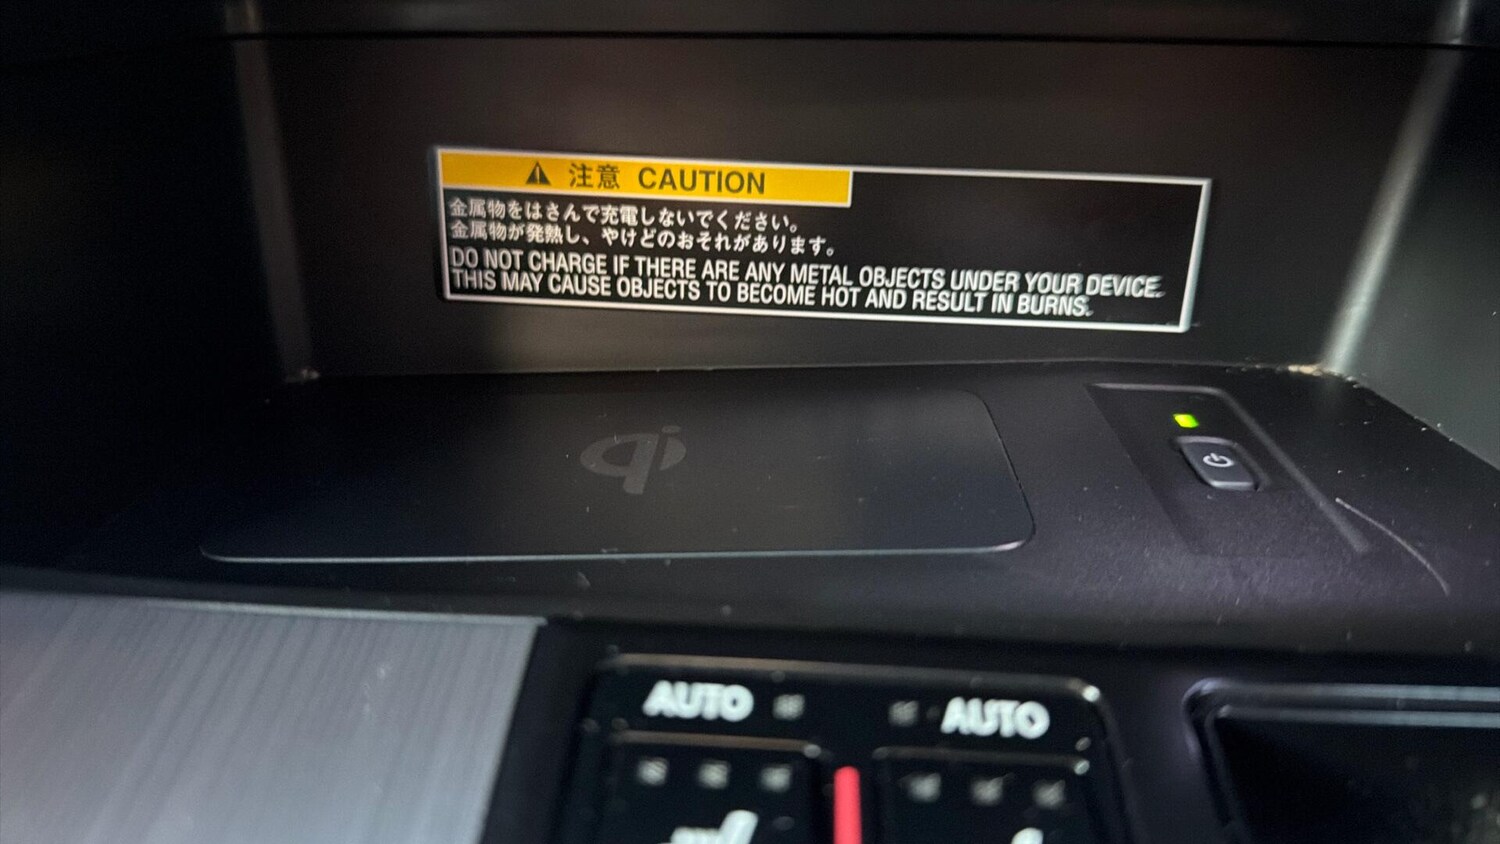 注意 CAUTION
金属物をはさんで充電しないでください。
金属物が発熱し、やけどのおそれがあります。
DO NOT CHARGE IF THERE ARE ANY METAL OBJECTS UNDER YOUR DEVICE.
THIS MAY CAUSE OBJECTS TO BECOME HOT AND RESULT IN BURNS.
qi
AUTO AUTO